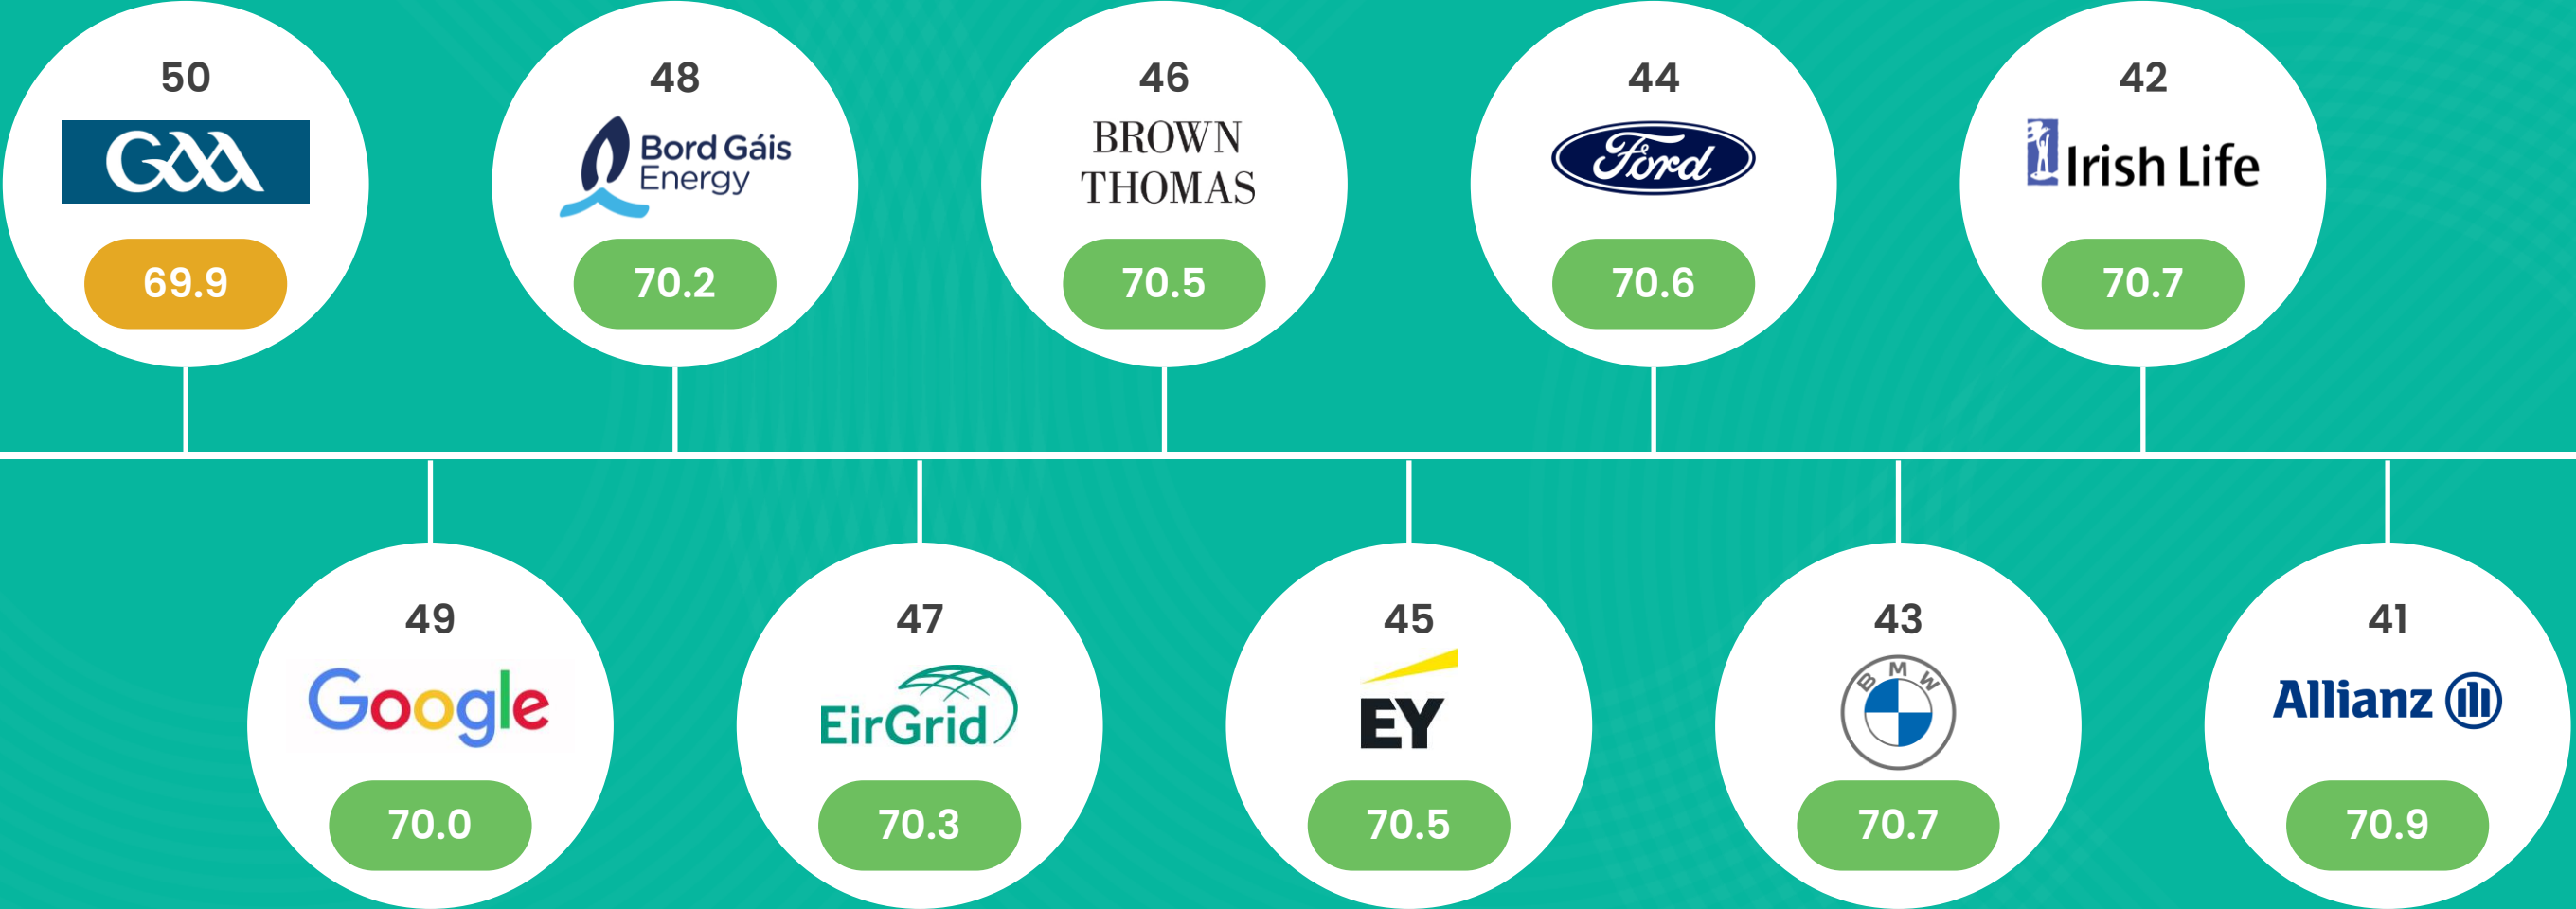 50
GAA
69.9
48
Bord Gáis
Energy
70.2
46
BROWN
THOMAS
70.5
44
Ford
70.6
42
Irish Life
70.7
49
Google
70.0
47
EirGrid
70.3
45
EY
70.5
43
BMW
70.7
41
Allianz
70.9